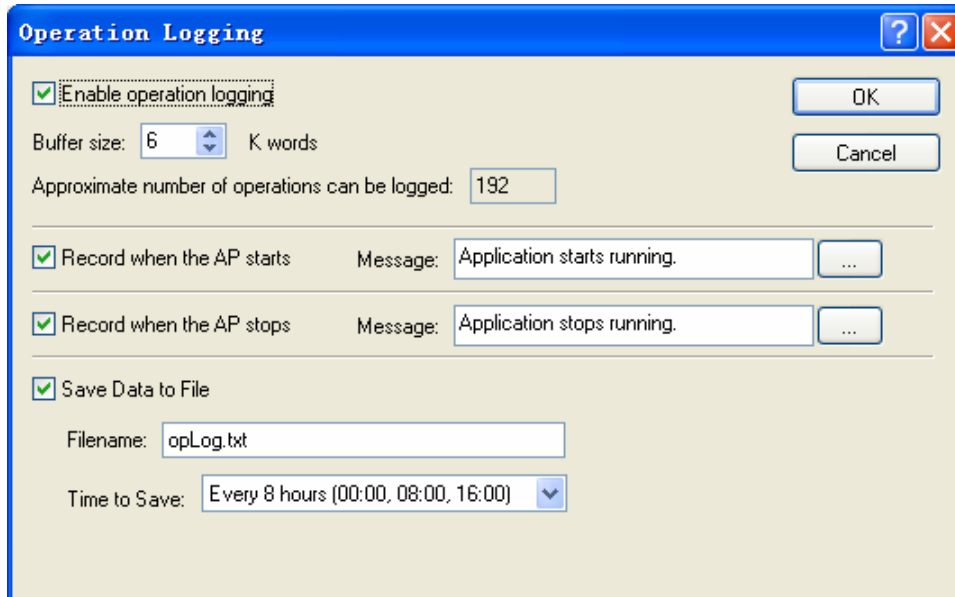 Operation Logging
Enable operation logging
OK
Buffer size: 6 K words
Cancel
Approximate number of operations can be logged: 192
Record when the AP starts Message: Application starts running. ...
Record when the AP stops Message: Application stops running. ...
Save Data to File
Filename: opLog.txt
Time to Save: Every 8 hours (00:00, 08:00, 16:00)